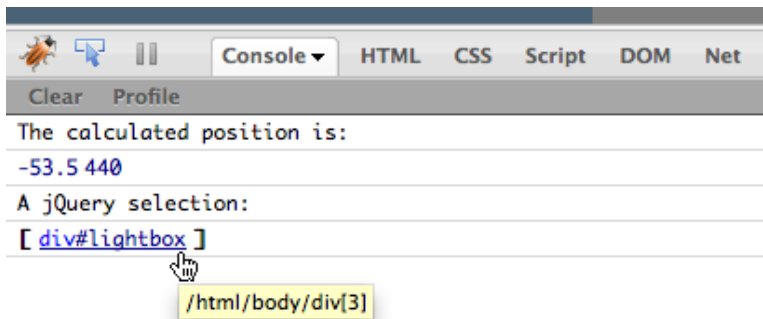 Console HTML CSS Script DOM Net
Clear Profile
The calculated position is:
-53.5 440
A jQuery selection:
[ div#lightbox ]
/html/body/div[3]